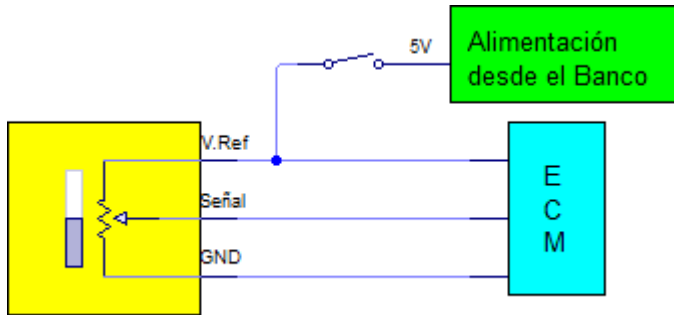 5V
Alimentación
desde el Banco
V.Ref
Señal
GND
E
C
M